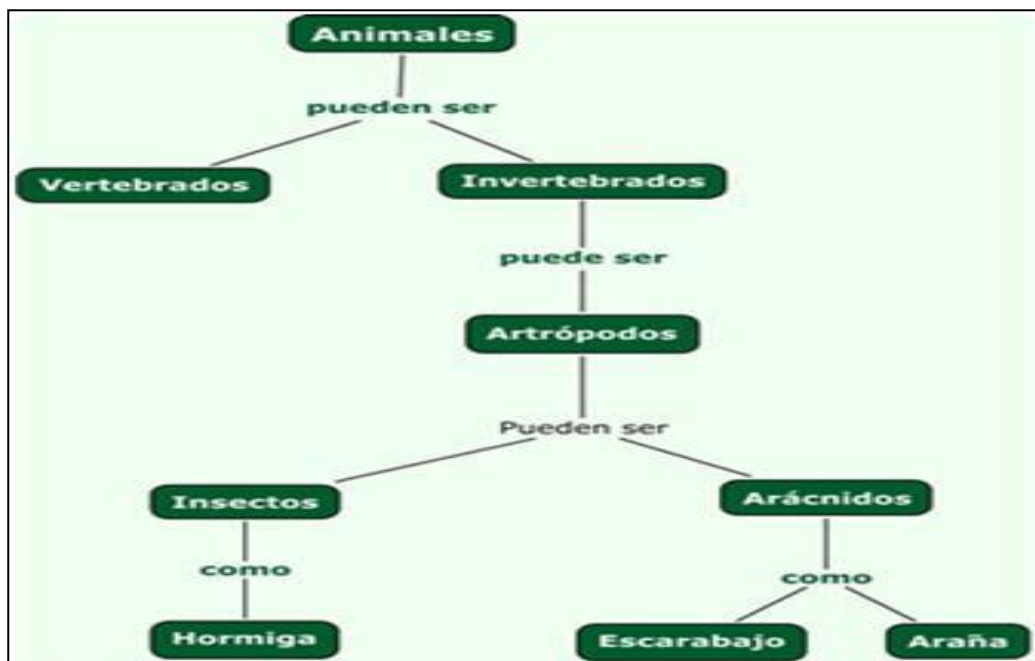 Animales
pueden ser
Vertebrados
Invertebrados
puede ser
Artrópodos
Pueden ser
Insectos
Arácnidos
como
como
Hormiga
Escarabajo
Araña